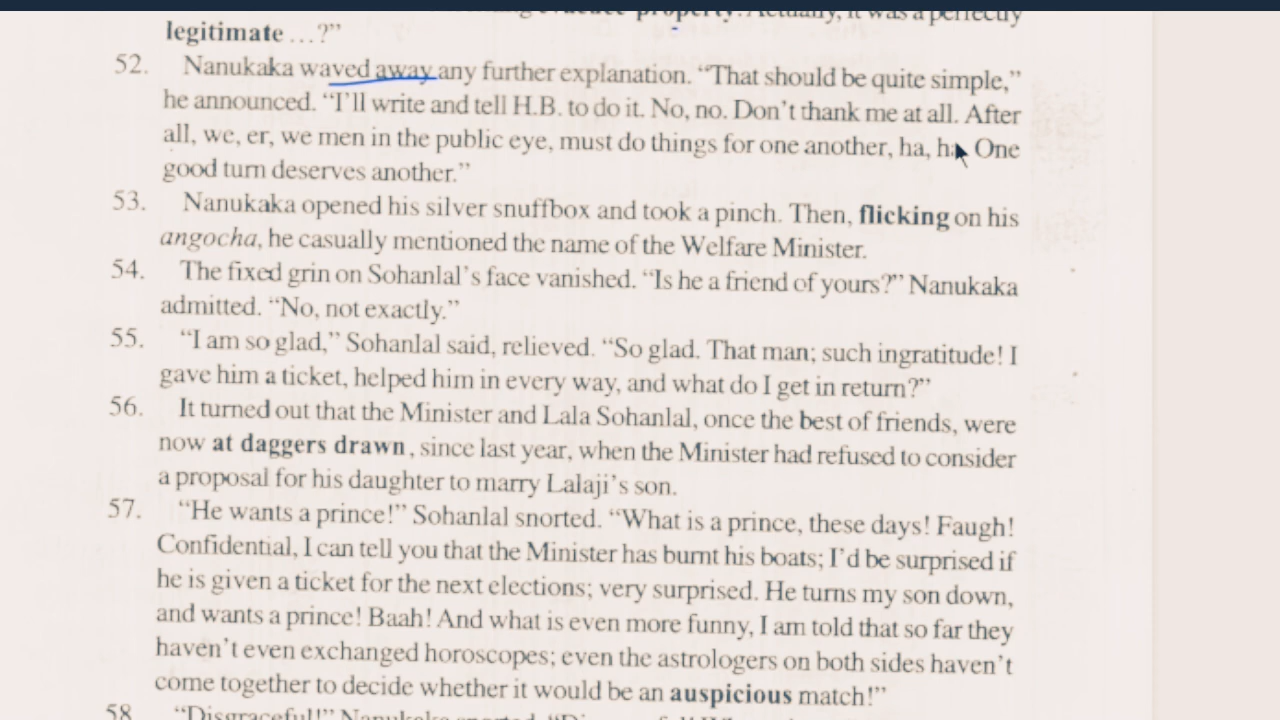 property. Actually, it was a perfectly
legitimate ...?”
52. Nanukaka waved away any further explanation. “That should be quite simple,”
he announced. “I’ll write and tell H.B. to do it. No, no. Don’t thank me at all. After
all, we, er, we men in the public eye, must do things for one another, ha, ha. One
good turn deserves another.”
53. Nanukaka opened his silver snuffbox and took a pinch. Then, flicking on his
angocha, he casually mentioned the name of the Welfare Minister.
54. The fixed grin on Sohanlal’s face vanished. “Is he a friend of yours?” Nanukaka
admitted. “No, not exactly.”
55. “I am so glad,” Sohanlal said, relieved. “So glad. That man; such ingratitude! I
gave him a ticket, helped him in every way, and what do I get in return?”
56. It turned out that the Minister and Lala Sohanlal, once the best of friends, were
now at daggers drawn, since last year, when the Minister had refused to consider
a proposal for his daughter to marry Lalaji’s son.
57. “He wants a prince!” Sohanlal snorted. “What is a prince, these days! Faugh!
Confidential, I can tell you that the Minister has burnt his boats; I’d be surprised if
he is given a ticket for the next elections; very surprised. He turns my son down,
and wants a prince! Baah! And what is even more funny, I am told that so far they
haven’t even exchanged horoscopes; even the astrologers on both sides haven’t
come together to decide whether it would be an auspicious match!”
58 “Disgraceful!” Nanukaka snorted.